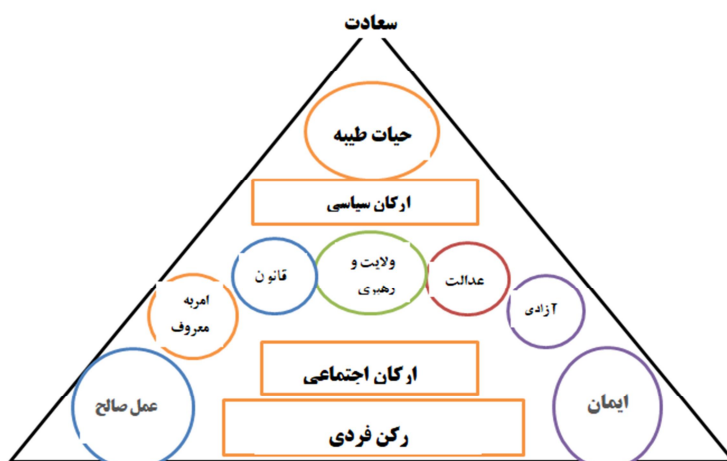 سعادت
حیات طیبه
ارکان سیاسی
ولایت و
رهبری
عدالت
قانون
آزادی
امربه
معروف
ارکان اجتماعی
ایمان
عمل صالح
رکن فردی